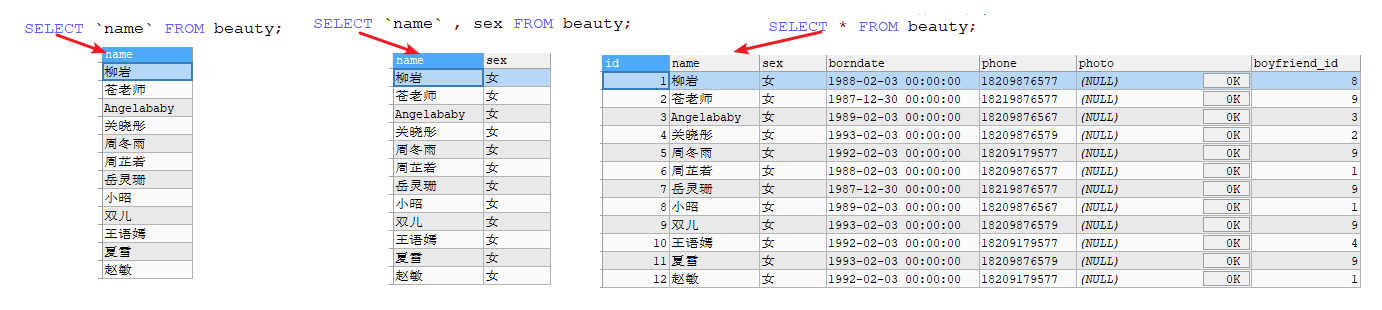 SELECT `name` FROM beauty;
name
柳岩
苍老师
Angelababy
关晓彤
周冬雨
周芷若
岳灵珊
小昭
双儿
王语嫣
夏雪
赵敏
SELECT `name` , sex FROM beauty;
name sex
柳岩 女
苍老师 女
Angelababy 女
关晓彤 女
周冬雨 女
周芷若 女
岳灵珊 女
小昭 女
双儿 女
王语嫣 女
夏雪 女
赵敏 女
SELECT * FROM beauty;
id name sex borndate phone photo boyfriend_id
1 柳岩 女 1988-02-03 00:00:00 18209876577 (NULL) 0K 8
2 苍老师 女 1987-12-30 00:00:00 18219876577 (NULL) 0K 9
3 Angelababy 女 1989-02-03 00:00:00 18209876567 (NULL) 0K 3
4 关晓彤 女 1993-02-03 00:00:00 18209876579 (NULL) 0K 2
5 周冬雨 女 1992-02-03 00:00:00 18209179577 (NULL) 0K 9
6 周芷若 女 1988-02-03 00:00:00 18209876577 (NULL) 0K 1
7 岳灵珊 女 1987-12-30 00:00:00 18219876577 (NULL) 0K 9
8 小昭 女 1989-02-03 00:00:00 18209876567 (NULL) 0K 1
9 双儿 女 1993-02-03 00:00:00 18209876579 (NULL) 0K 9
10 王语嫣 女 1992-02-03 00:00:00 18209179577 (NULL) 0K 4
11 夏雪 女 1993-02-03 00:00:00 18209876579 (NULL) 0K 9
12 赵敏 女 1992-02-03 00:00:00 18209179577 (NULL) 0K 1